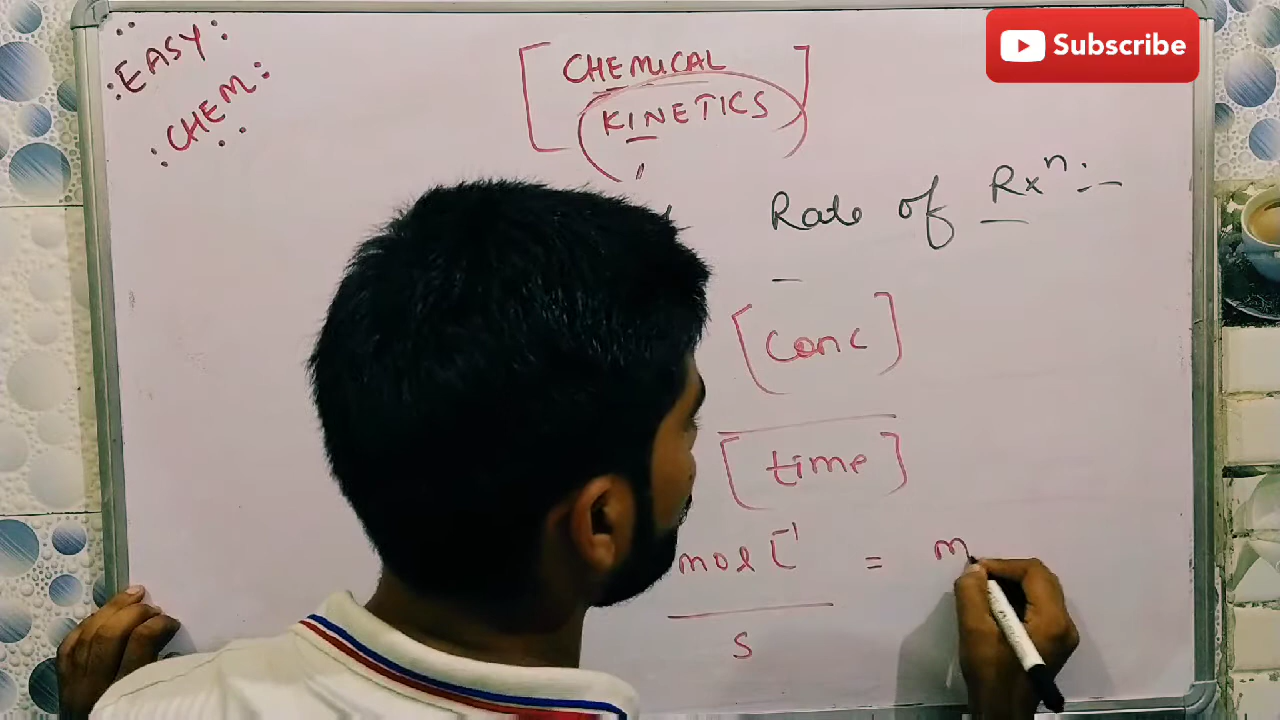 EASY
CHEM
Subscribe
[CHEMICAL
KINETICS]
Rate of Rxⁿ:-
[conc]
[time]
mol L⁻¹ = m
s